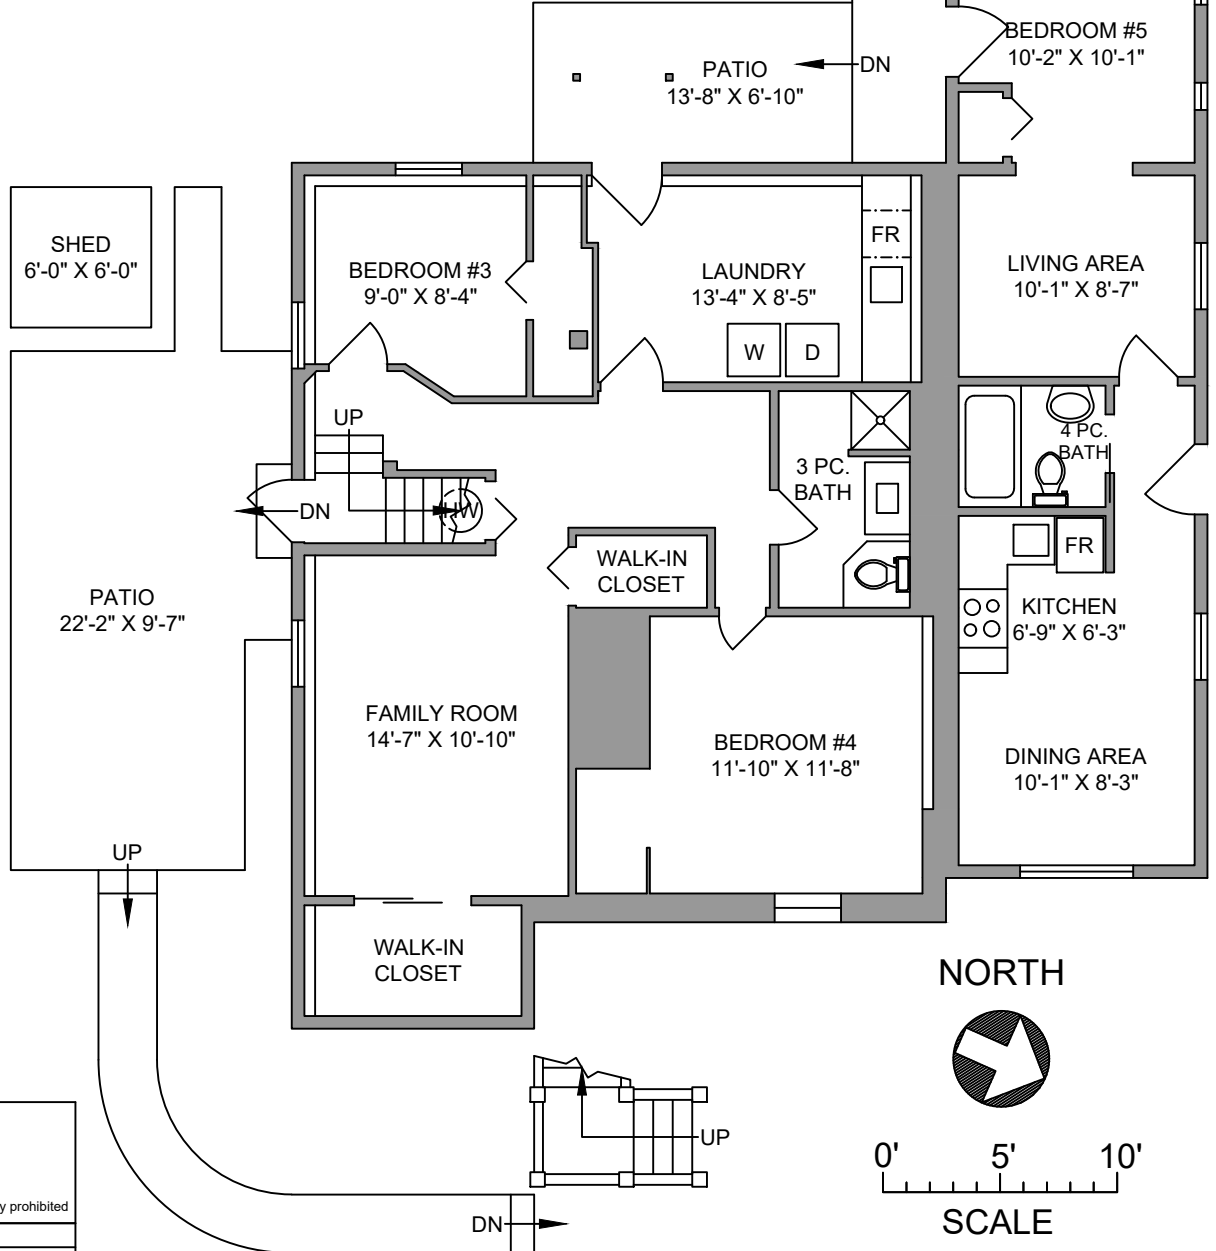 BEDROOM #5
10'-2" X 10'-1"
PATIO
13'-8" X 6'-10"
DN
SHED
6'-0" X 6'-0"
BEDROOM #3
9'-0" X 8'-4"
LAUNDRY
13'-4" X 8'-5"
FR
W
D
LIVING AREA
10'-1" X 8'-7"
UP
DN
HW
3 PC.
BATH
4 PC.
BATH
WALK-IN
CLOSET
FR
KITCHEN
6'-9" X 6'-3"
PATIO
22'-2" X 9'-7"
FAMILY ROOM
14'-7" X 10'-10"
BEDROOM #4
11'-10" X 11'-8"
DINING AREA
10'-1" X 8'-3"
UP
WALK-IN
CLOSET
NORTH
UP
0' 5' 10'
SCALE
prohibited
DN